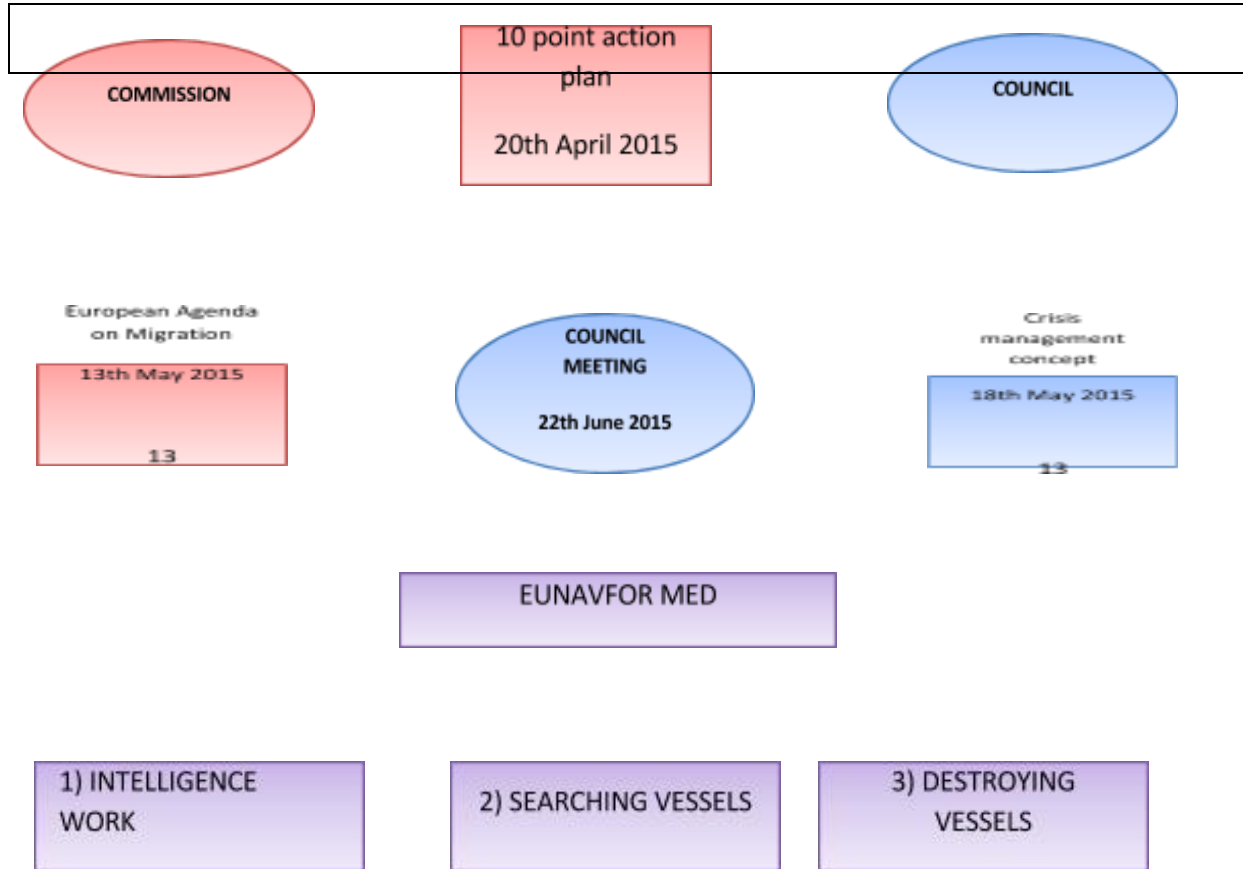 COMMISSION
10 point action
plan
20th April 2015
COUNCIL
European Agenda
on Migration
13th May 2015
13
COUNCIL
MEETING
22th June 2015
Crisis
management
concept
18th May 2015
13
EUNAVFOR MED
1) INTELLIGENCE
WORK
2) SEARCHING VESSELS
3) DESTROYING
VESSELS